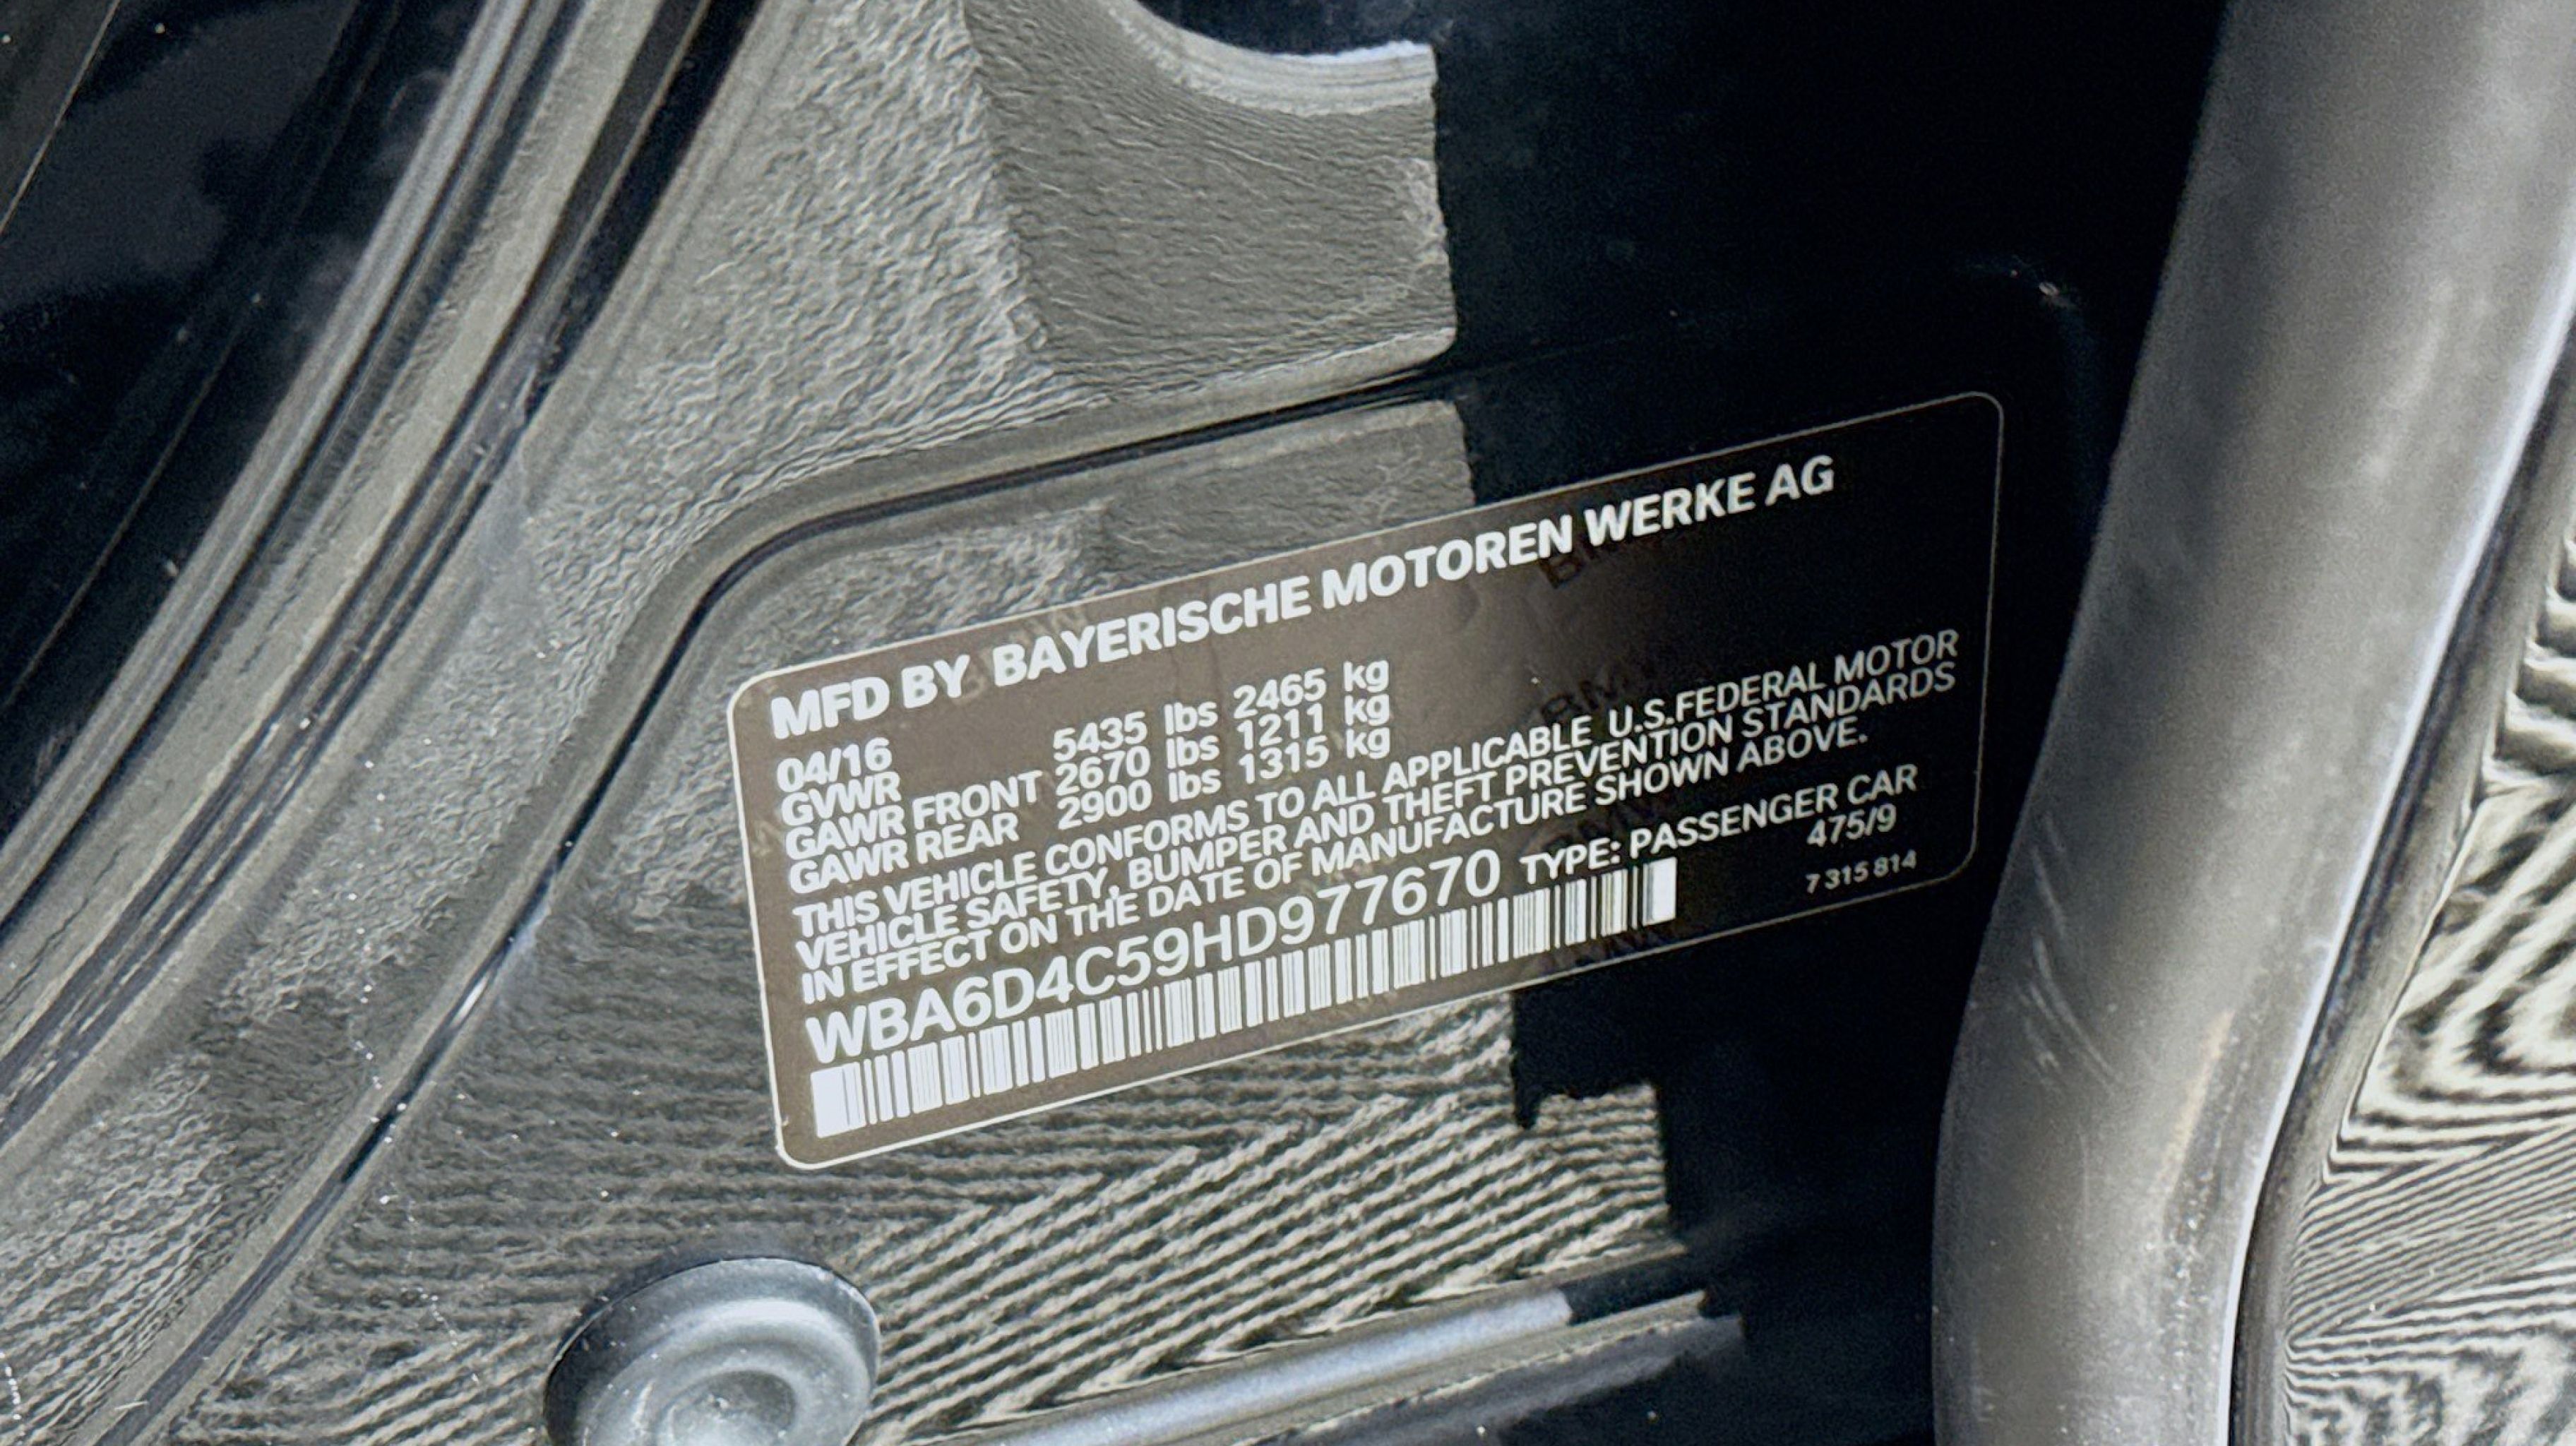 MFD BY BAYERISCHE MOTOREN WERKE AG
04/16
GVWR 5435 lbs 2465 kg
GAWR FRONT 2670 lbs 1211 kg
GAWR REAR 2900 lbs 1315 kg
THIS VEHICLE CONFORMS TO ALL APPLICABLE U.S.FEDERAL MOTOR
VEHICLE SAFETY, BUMPER AND THEFT PREVENTION STANDARDS
IN EFFECT ON THE DATE OF MANUFACTURE SHOWN ABOVE.
WBA6D4C59HD977670 TYPE: PASSENGER CAR
475/9
7 315 814